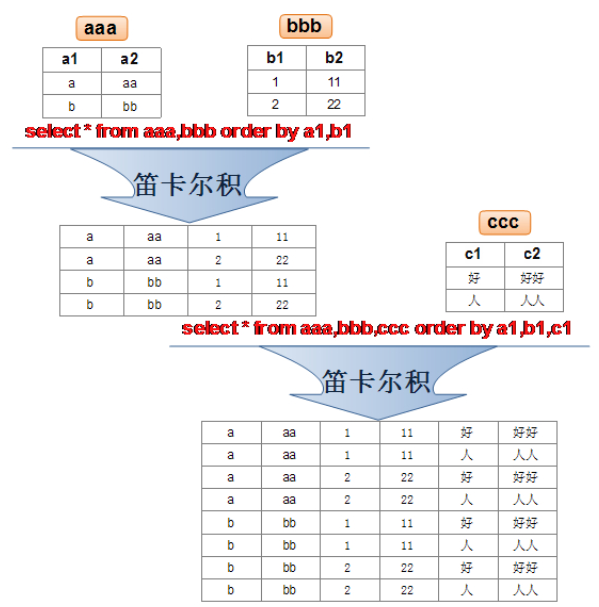 aaa
bbb
a1 a2
b1 b2
a aa
1 11
b bb
2 22
select * from aaa,bbb order by a1,b1
笛卡尔积
a aa 1 11
a aa 2 22
b bb 1 11
b bb 2 22
ccc
c1 c2
好 好好
人 人人
select * from aaa,bbb,ccc order by a1,b1,c1
笛卡尔积
a aa 1 11 好 好好
a aa 1 11 人 人人
a aa 2 22 好 好好
a aa 2 22 人 人人
b bb 1 11 好 好好
b bb 1 11 人 人人
b bb 2 22 好 好好
b bb 2 22 人 人人